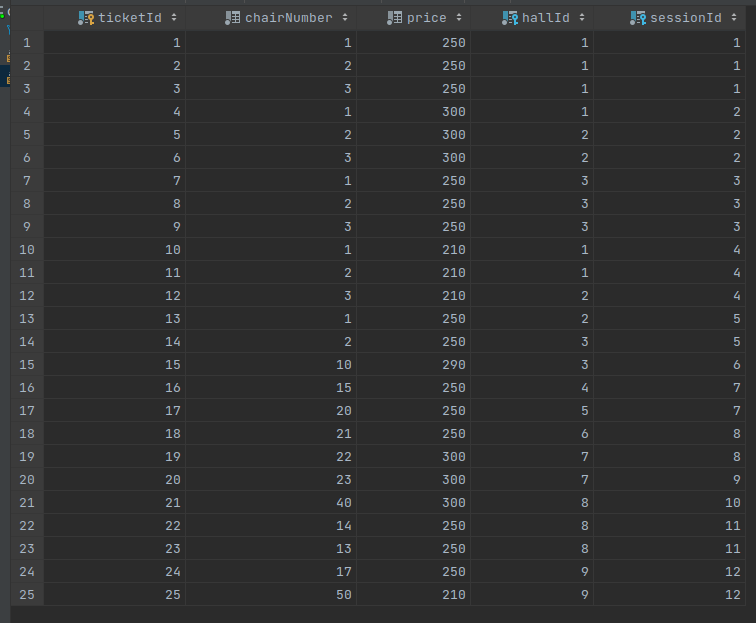 ticketId chairNumber price hallId sessionId
1 1 1 250 1 1
2 2 2 250 1 1
3 3 3 250 1 1
4 4 1 300 1 2
5 5 2 300 2 2
6 6 3 300 2 2
7 7 1 250 3 3
8 8 2 250 3 3
9 9 3 250 3 3
10 10 1 210 1 4
11 11 2 210 1 4
12 12 3 210 2 4
13 13 1 250 2 5
14 14 2 250 3 5
15 15 10 290 3 6
16 16 15 250 4 7
17 17 20 250 5 7
18 18 21 250 6 8
19 19 22 300 7 8
20 20 23 300 7 9
21 21 40 300 8 10
22 22 14 250 8 11
23 23 13 250 8 11
24 24 17 250 9 12
25 25 50 210 9 12